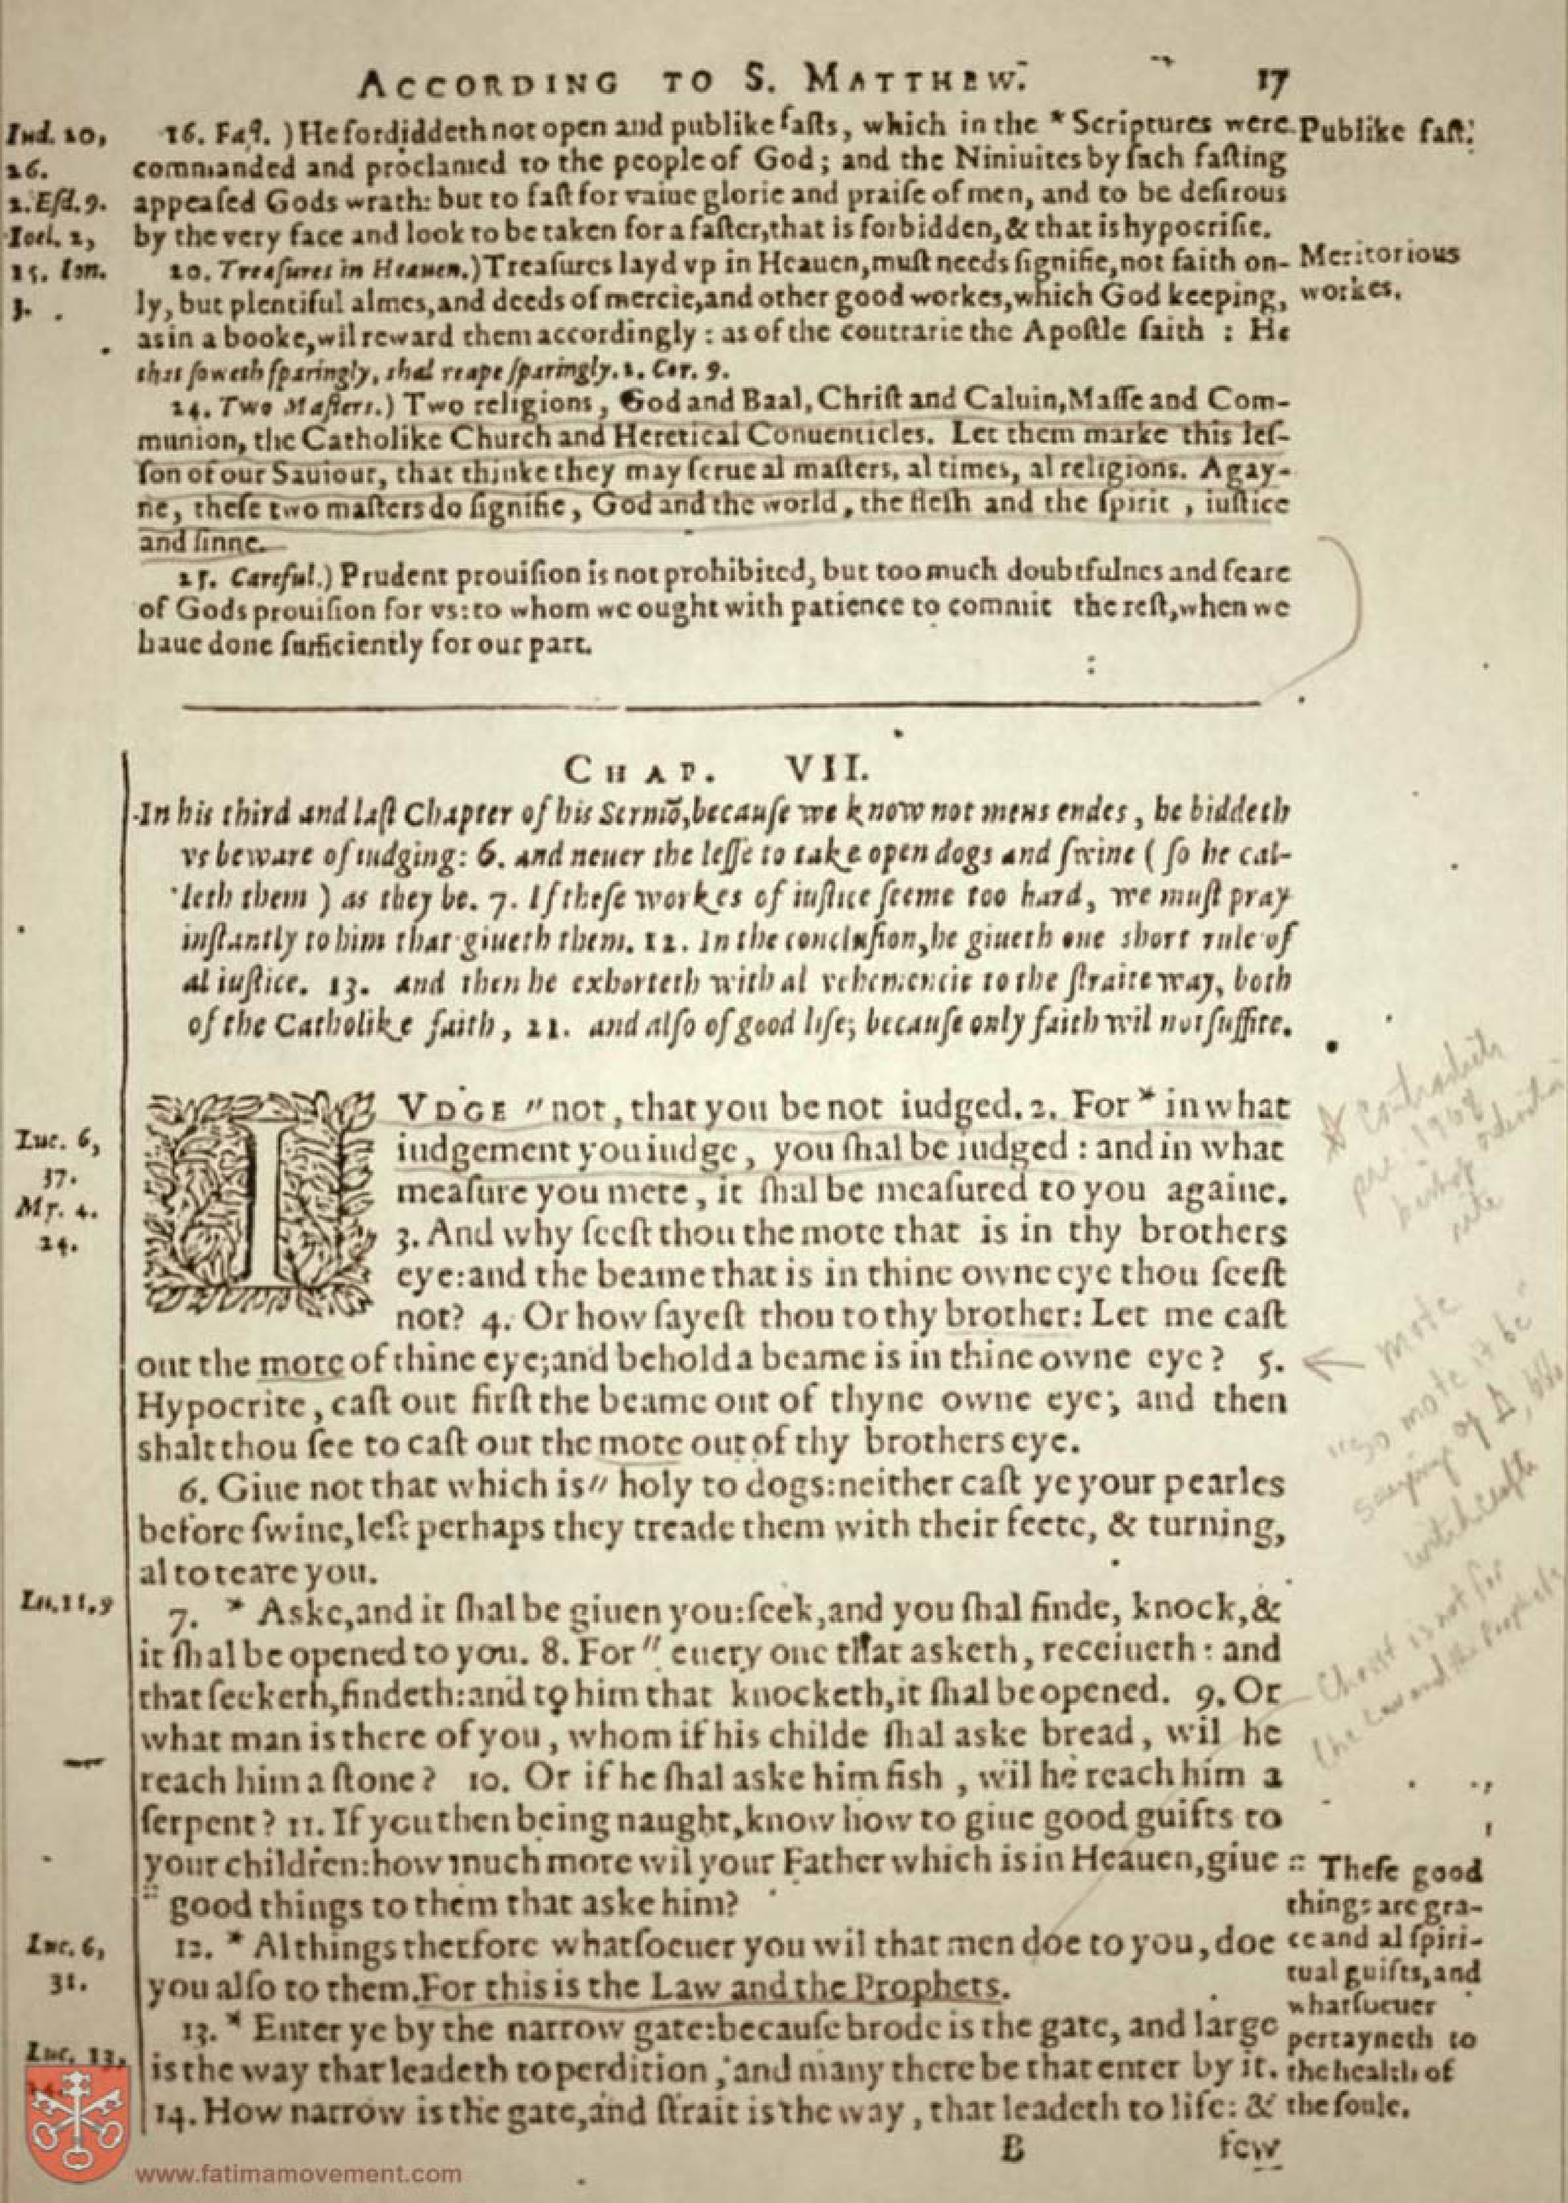 ACCORDING TO S. MATTHEW. 17
Iud. 20,
26.
2. Esd. 9.
Ioel. 2,
15. Ion.
3.
16. Fast. ) He fordiddeth not open and publike fasts, which in the * Scriptures were
commanded and proclamed to the people of God; and the Niniuites by such fasting
appeased Gods wrath: but to fast for vaine glorie and praise of men, and to be desirous
by the very face and look to be taken for a faster, that is forbidden, & that is hypocrisie.
Publike fast.
20. Treasures in Heauen.) Treasures layd vp in Heauen, must needs signifie, not faith on-
ly, but plentiful almes, and deeds of mercie, and other good workes, which God keeping,
as in a booke, wil reward them accordingly : as of the contrarie the Apostle saith : He
that soweth sparingly, shal reape sparingly. 2. Cor. 9.
Meritorious
workes.
24. Two Masters.) Two religions, God and Baal, Christ and Caluin, Masse and Com-
munion, the Catholike Church and Heretical Conuenticles. Let them marke this les-
son of our Sauiour, that thinke they may serue al masters, al times, al religions. Agay-
ne, these two masters do signifie, God and the world, the flesh and the spirit, iustice
and sinne.
25. Careful.) Prudent prouision is not prohibited, but too much doubtfulnes and feare
of Gods prouision for vs: to whom we ought with patience to commit the rest, when we
haue done sufficiently for our part.
CHAP. VII.
In his third and last Chapter of his Sermō, because we know not mens endes, he biddeth
vs beware of iudging: 6. and neuer the lesse to take open dogs and swine ( so he cal-
leth them ) as they be. 7. If these workes of iustice seeme too hard, we must pray
instantly to him that giueth them. 12. In the conclusion, he giueth one short rule of
al iustice. 13. and then he exhorteth with al vehemencie to the straite way, both
of the Catholike faith, 21. and also of good life; because only faith wil not suffice.
IVDGE " not, that you be not iudged. 2. For * in what
iudgement you iudge, you shal be iudged : and in what
measure you mete, it shal be measured to you againe.
3. And why seest thou the mote that is in thy brothers
eye: and the beame that is in thine owne eye thou seest
not? 4. Or how sayest thou to thy brother: Let me cast
out the mote of thine eye; and behold a beame is in thine owne eye? 5.
Hypocrite, cast out first the beame out of thyne owne eye; and then
shalt thou see to cast out the mote out of thy brothers eye.
Luc. 6,
37.
Mr. 4.
24.
☆ contradicts
pre-1968
bishop
rite
← mote
"so mote it be"
saying of
witchcraft
6. Giue not that which is " holy to dogs: neither cast ye your pearles
before swine, lest perhaps they treade them with their feete, & turning,
al to teare you.
Lu. 11, 9
7. * Aske, and it shal be giuen you: seek, and you shal finde, knock, &
it shal be opened to you. 8. For " euery one that asketh, receiueth : and
that seeketh, findeth: and to him that knocketh, it shal be opened. 9. Or
what man is there of you, whom if his childe shal aske bread, wil he
reach him a stone? 10. Or if he shal aske him fish, wil he reach him a
serpent? 11. If you then being naught, know how to giue good guifts to
your children: how much more wil your Father which is in Heauen, giue
:: good things to them that aske him?
Christ is not for
the Law and the Prophets
:: These good
things are gra-
ce and al spiri-
tual guifts, and
whatsoeuer
pertayneth to
the health of
the soule.
Luc. 6,
31.
12. * Al things therfore whatsoeuer you wil that men doe to you, doe
you also to them. For this is the Law and the Prophets.
Luc. 13,
13. * Enter ye by the narrow gate: because brode is the gate, and large
is the way that leadeth to perdition, and many there be that enter by it.
14. How narrow is the gate, and strait is the way, that leadeth to life: &
B few
www.fatimamovement.com